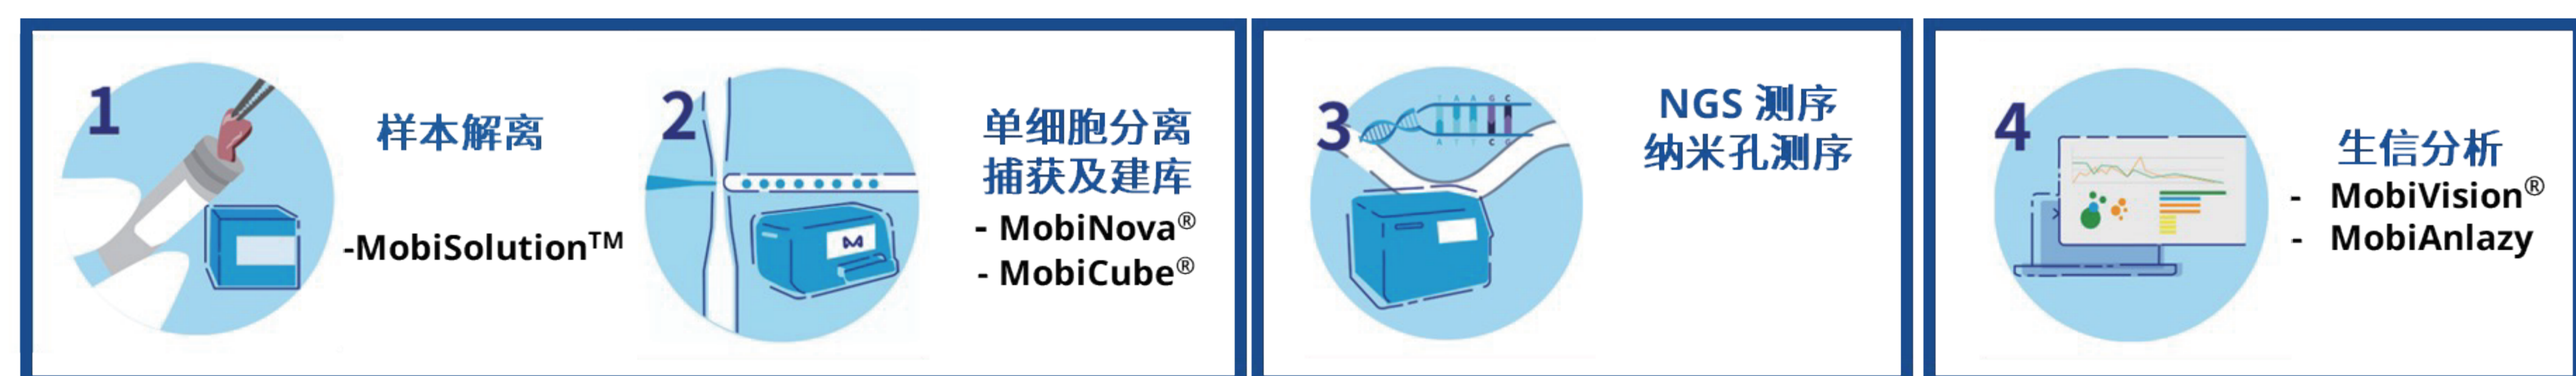 1
样本解离
-MobiSolution™
2
单细胞分离
捕获及建库
- MobiNova®
- MobiCube®
3
T A A G C
A T T C G
NGS 测序
纳米孔测序
4
生信分析
- MobiVision®
- MobiAnlazy